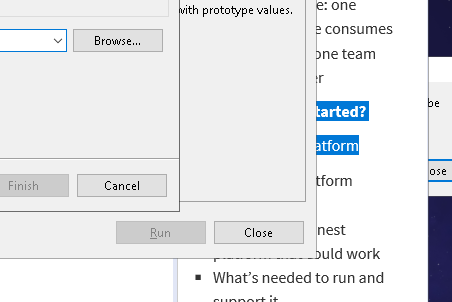 : one
with prototype values.
e consumes
Browse...
one team
er
be
tarted?
atform
tform
ose
Finish
Cancel
nest
Run
Close
platform that could work
▪ What's needed to run and
support it